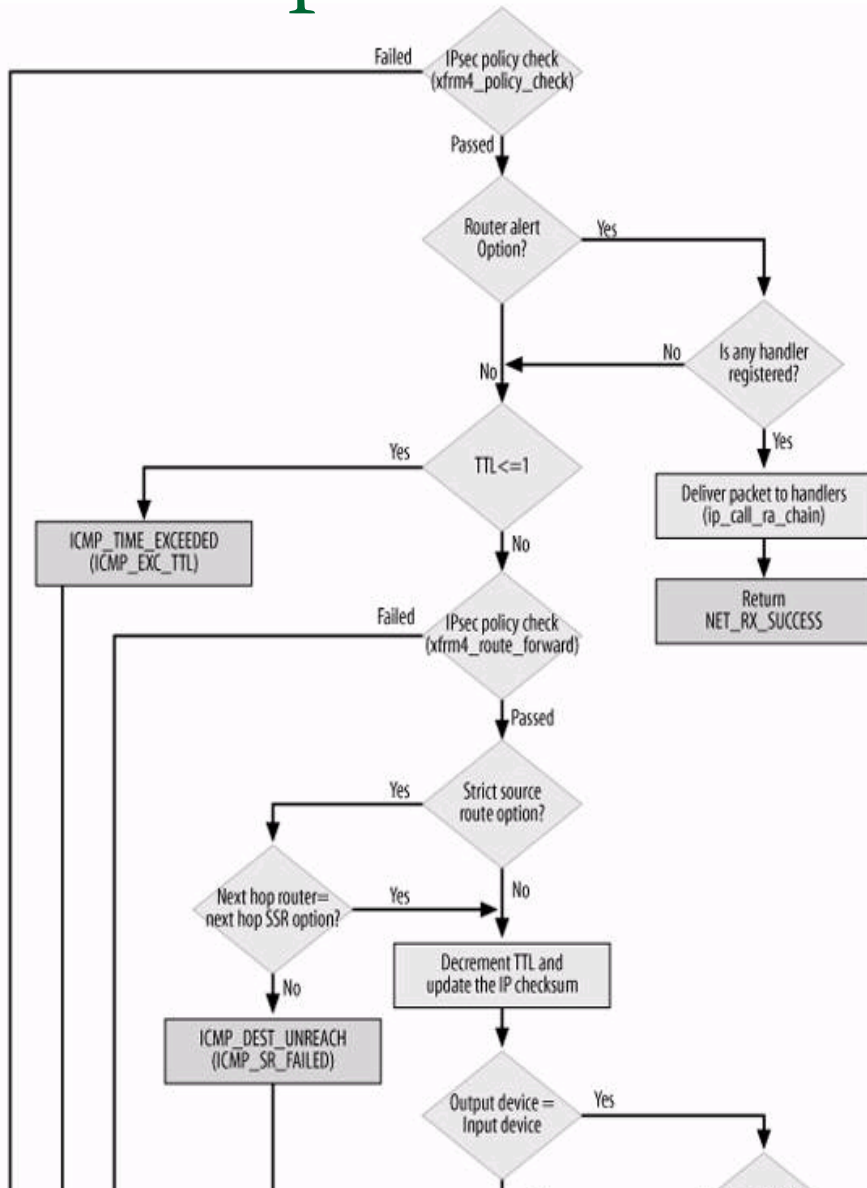 Failed
IPsec policy check
(xfrm4_policy_check)
Passed
Router alert
Option?
Yes
No
Is any handler
registered?
No
Yes
TTL<=1
Yes
Deliver packet to handlers
(ip_call_ra_chain)
ICMP_TIME_EXCEEDED
(ICMP_EXC_TTL)
No
Return
NET_RX_SUCCESS
Failed
IPsec policy check
(xfrm4_route_forward)
Passed
Yes
Strict source
route option?
Next hop router=
next hop SSR option?
Yes
No
Decrement TTL and
update the IP checksum
No
ICMP_DEST_UNREACH
(ICMP_SR_FAILED)
Output device =
Input device
Yes